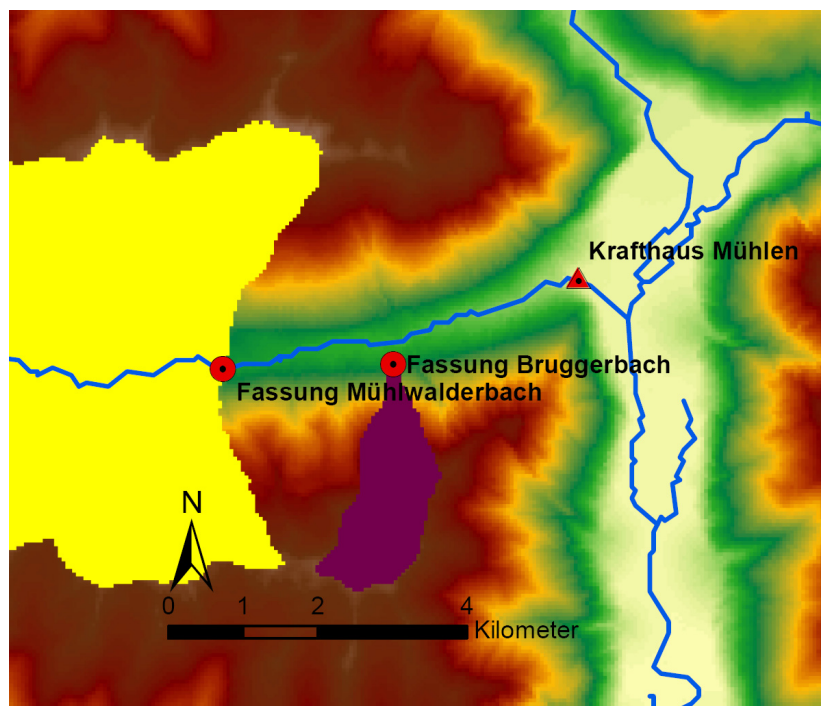 Krafthaus Mühlen
Fassung Bruggerbach
Fassung Mühlwalderbach
N
0 1 2 4
Kilometer